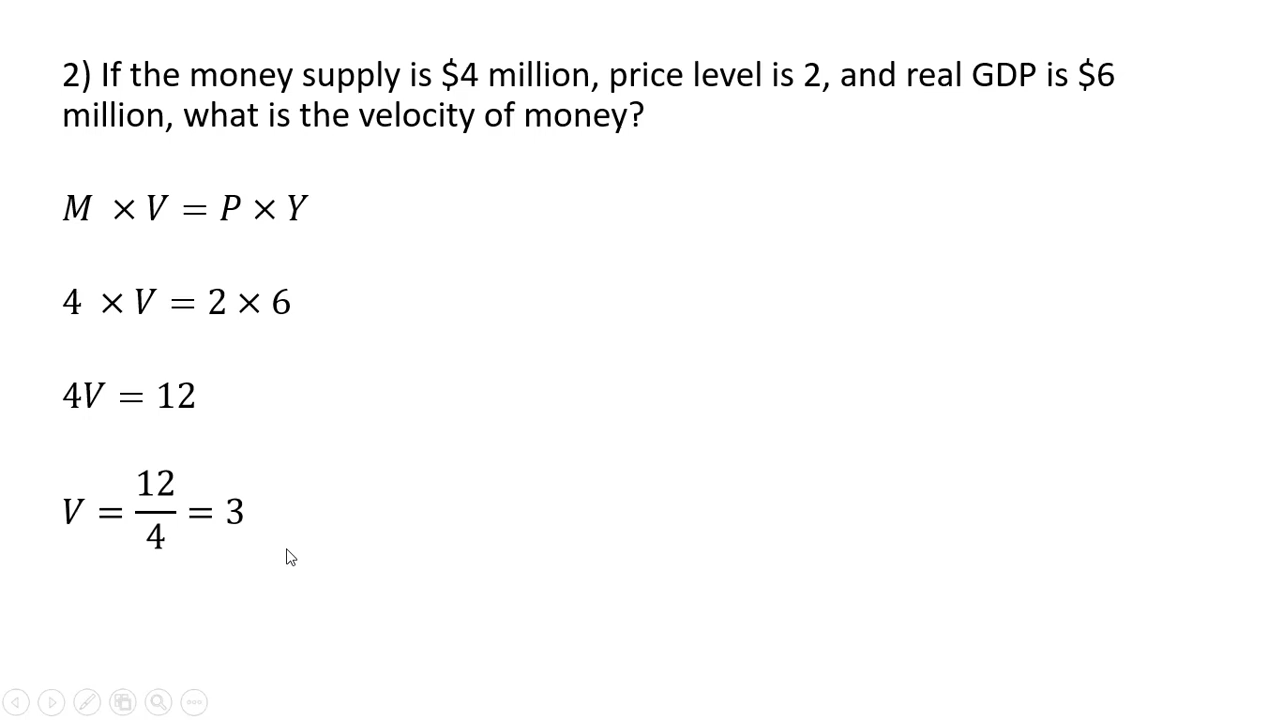 2) If the money supply is $4 million, price level is 2, and real GDP is $6
million, what is the velocity of money?
M × V = P × Y
4 × V = 2 × 6
4V = 12
V = 12/4 = 3